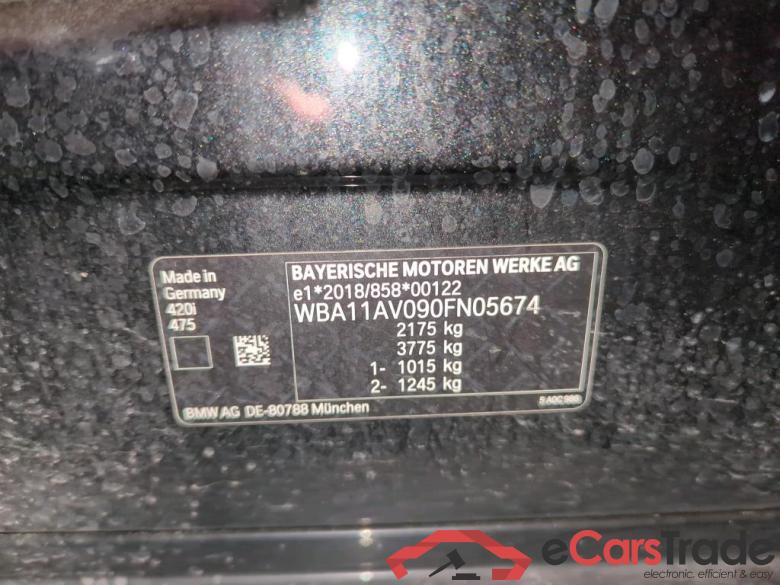 Made in
Germany
420i
475
BAYERISCHE MOTOREN WERKE AG
e1*2018/858*00122
WBA11AV090FN05674
2175 kg
3775 kg
1- 1015 kg
2- 1245 kg
BMW AG DE-80788 München
eCarsTrade
electronic. efficient & easy